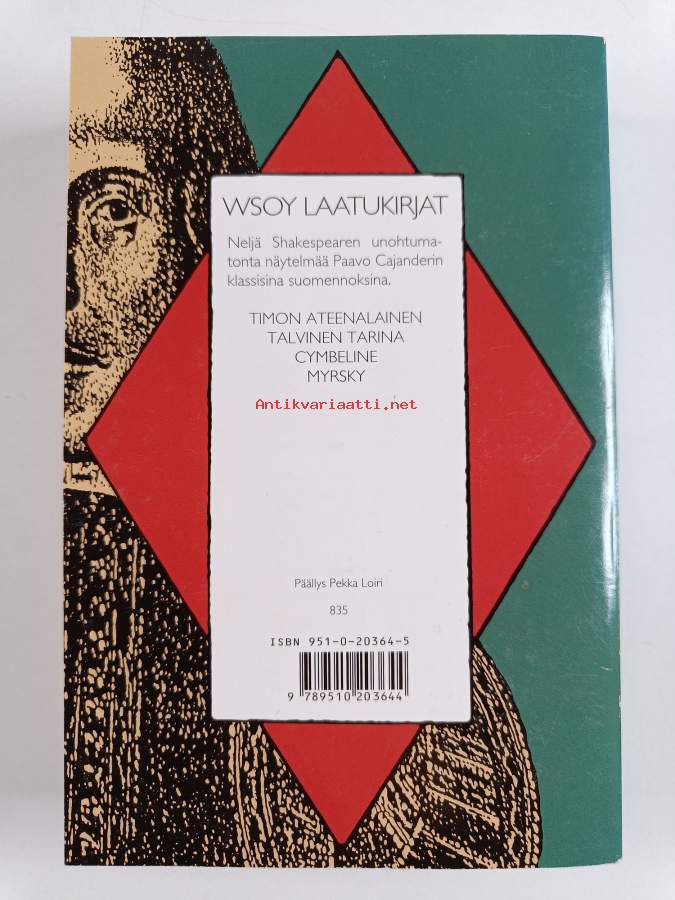 WSOY LAATUKIRJAT
Neljä Shakespearen unohtuma-
tonta näytelmää Paavo Cajanderin
klassisina suomennoksina.
TIMON ATEENALAINEN
TALVINEN TARINA
CYMBELINE
MYRSKY
Antikvariaatti.net
Päällys Pekka Loiri
835
ISBN 951-0-20364-5
9 789510 203644